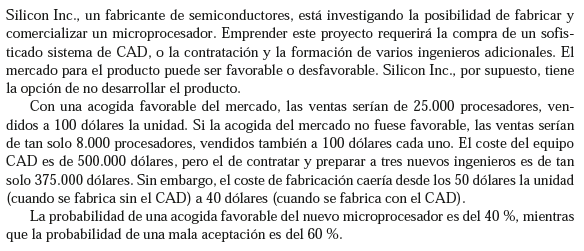 Silicon Inc., un fabricante de semiconductores, está investigando la posibilidad de fabricar y
comercializar un microprocesador. Emprender este proyecto requerirá la compra de un sofis-
ticado sistema de CAD, o la contratación y la formación de varios ingenieros adicionales. El
mercado para el producto puede ser favorable o desfavorable. Silicon Inc., por supuesto, tiene
la opción de no desarrollar el producto.
Con una acogida favorable del mercado, las ventas serían de 25.000 procesadores, ven-
didos a 100 dólares la unidad. Si la acogida del mercado no fuese favorable, las ventas serían
de tan solo 8.000 procesadores, vendidos también a 100 dólares cada uno. El coste del equipo
CAD es de 500.000 dólares, pero el de contratar y preparar a tres nuevos ingenieros es de tan
solo 375.000 dólares. Sin embargo, el coste de fabricación caería desde los 50 dólares la unidad
(cuando se fabrica sin el CAD) a 40 dólares (cuando se fabrica con el CAD).
La probabilidad de una acogida favorable del nuevo microprocesador es del 40 %, mientras
que la probabilidad de una mala aceptación es del 60 %.